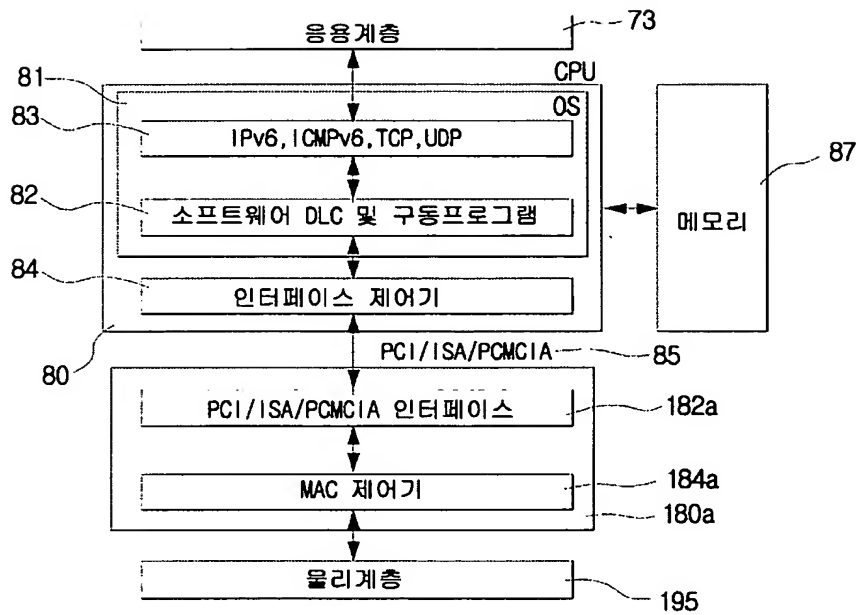 응용계층
73
CPU
81
OS
83
IPv6,ICMPv6,TCP,UDP
87
82
소프트웨어 DLC 및 구동프로그램
메모리
84
인터페이스 제어기
80
PCI/ISA/PCMCIA
85
PCI/ISA/PCMCIA 인터페이스
182a
MAC 제어기
184a
180a
물리계층
195